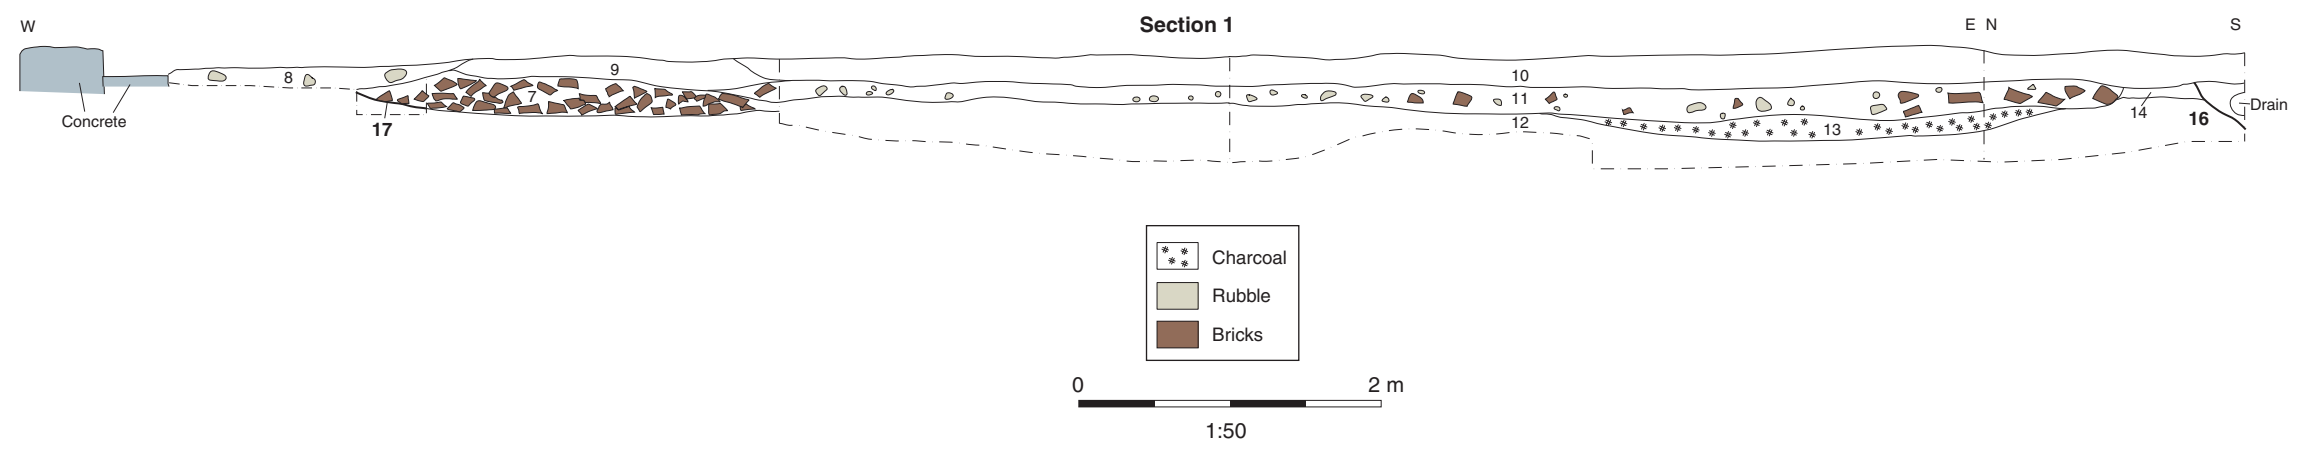 Section 1
W
E N
S
8
9
7
10
11
12
13
14
16
17
Concrete
Drain
Charcoal
Rubble
Bricks
0 2 m
1:50